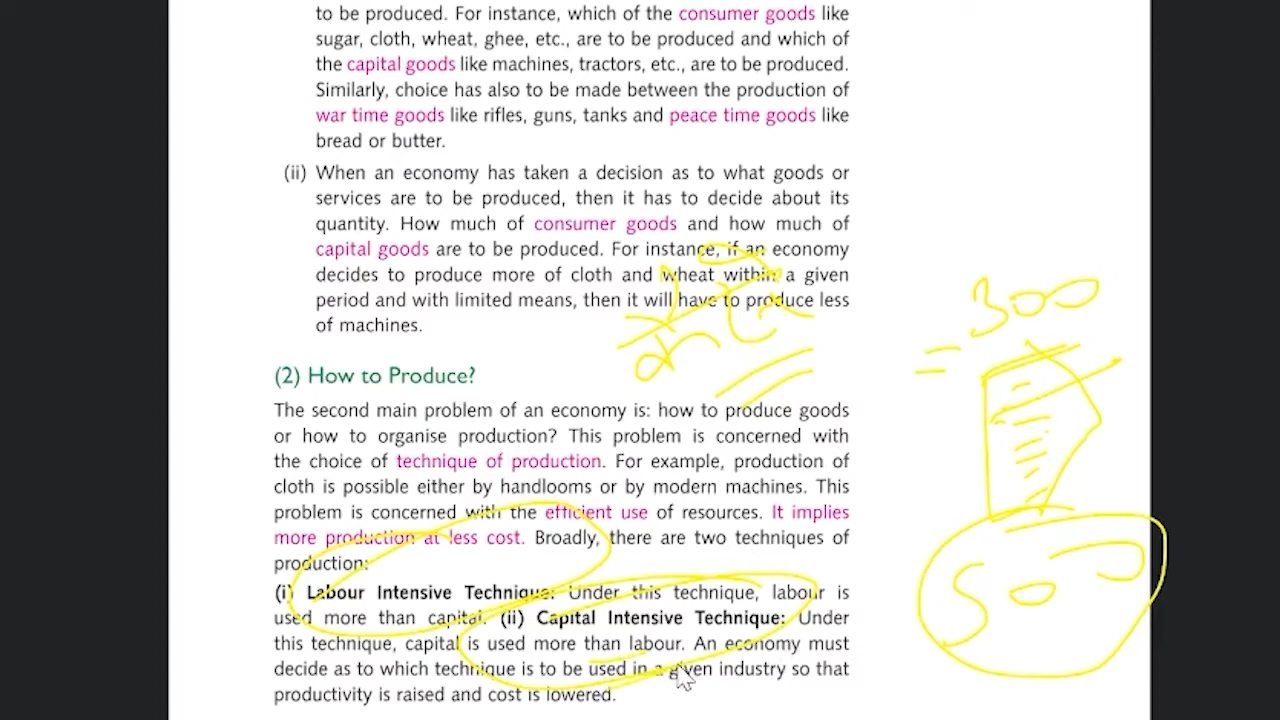 to be produced. For instance, which of the consumer goods like
sugar, cloth, wheat, ghee, etc., are to be produced and which of
the capital goods like machines, tractors, etc., are to be produced.
Similarly, choice has also to be made between the production of
war time goods like rifles, guns, tanks and peace time goods like
bread or butter.
(ii) When an economy has taken a decision as to what goods or
services are to be produced, then it has to decide about its
quantity. How much of consumer goods and how much of
capital goods are to be produced. For instance, if an economy
decides to produce more of cloth and wheat within a given
period and with limited means, then it will have to produce less
of machines.
= 300
(2) How to Produce?
The second main problem of an economy is: how to produce goods
or how to organise production? This problem is concerned with
the choice of technique of production. For example, production of
cloth is possible either by handlooms or by modern machines. This
problem is concerned with the efficient use of resources. It implies
more production at less cost. Broadly, there are two techniques of
production:
500
(i) Labour Intensive Technique: Under this technique, labour is
used more than capital. (ii) Capital Intensive Technique: Under
this technique, capital is used more than labour. An economy must
decide as to which technique is to be used in a given industry so that
productivity is raised and cost is lowered.